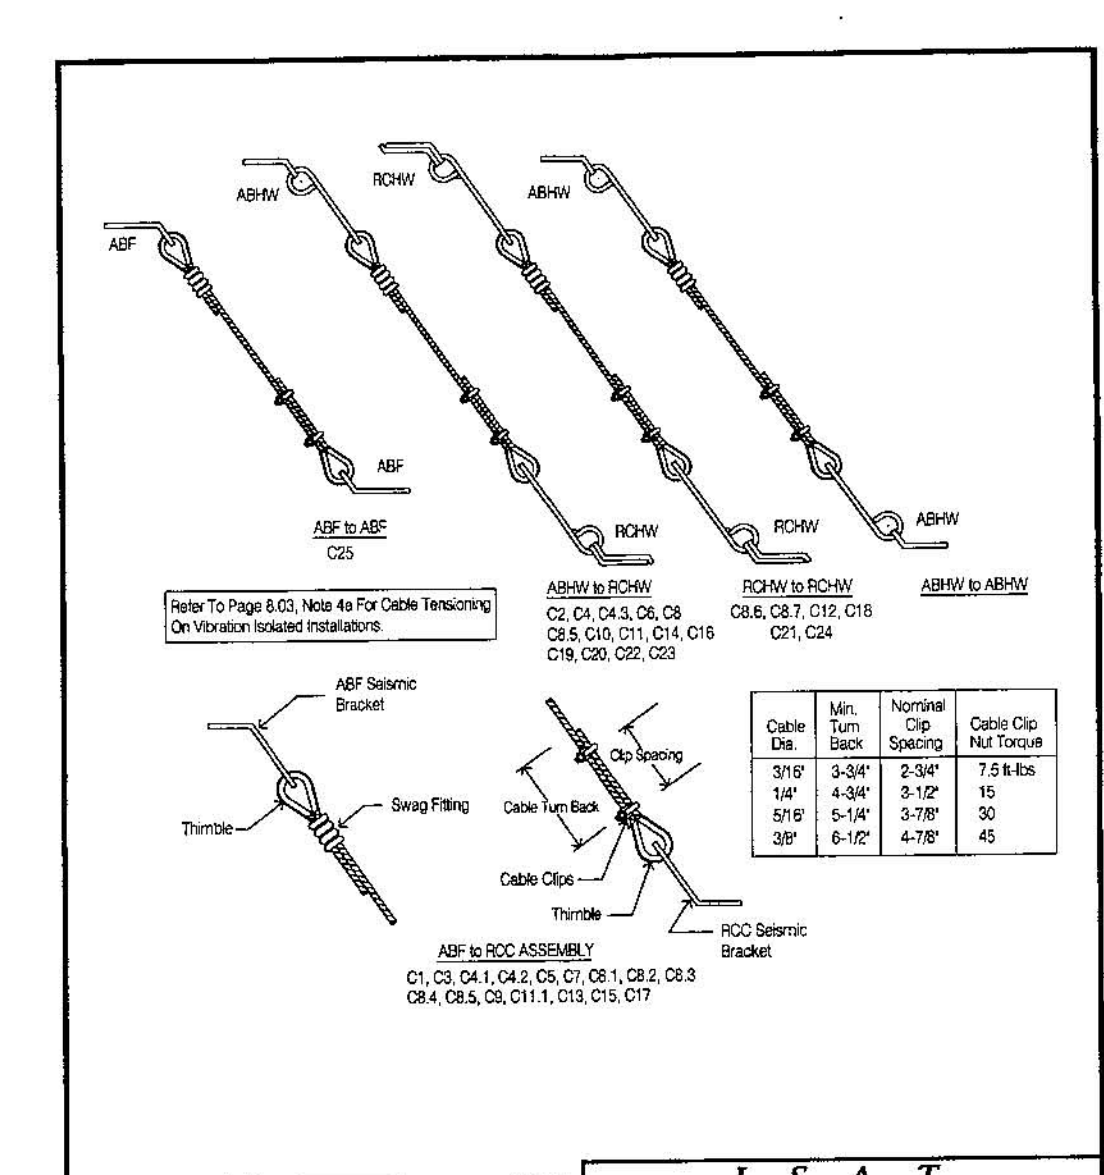 ABHW
RCHW
ABHW
ABF
ABF
RCHW
RCHW
ABHW
ABF to ABF
C25
ABHW to RCHW
C2, C4, C4.3, C6, C8
C8.5, C10, C11, C14, C16
C19, C20, C22, C23
RCHW to RCHW
C8.6, C8.7, C12, C18
C21, C24
ABHW to ABHW
Refer To Page 8.03, Note 4e For Cable Tensioning
On Vibration Isolated Installations.
ABF Seismic
Bracket
Thimble
Swag Fitting
Clip Spacing
Cable Turn Back
Cable Clips
Thimble
RCC Seismic
Bracket
Cable Dia. Min. Turn Back Nominal Clip Spacing Cable Clip Nut Torque
3/16" 3-3/4" 2-3/4" 7.5 ft-lbs
1/4" 4-3/4" 3-1/2" 15
5/16" 5-1/4" 3-7/8" 30
3/8" 6-1/2" 4-7/8" 45
ABF to RCC ASSEMBLY
C1, C3, C4.1, C4.2, C5, C7, C8.1, C8.2, C8.3
C8.4, C8.5, C9, C11.1, C13, C15, C17
I S A T